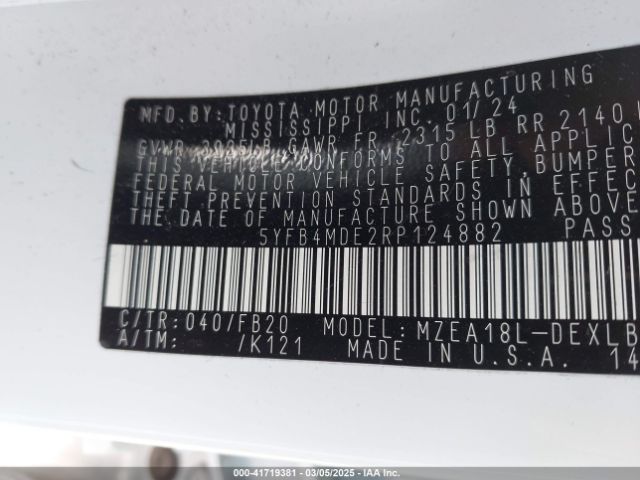 MFD. BY: TOYOTA MOTOR MANUFACTURING
MISSISSIPPI INC. 01/24
GVWR LB GAWR FR 2315 LB RR 2140
THIS VEHICLE CONFORMS TO ALL APPLIC
FEDERAL MOTOR VEHICLE SAFETY, BUMPER
THEFT PREVENTION STANDARDS IN EFFEC
THE DATE OF MANUFACTURE SHOWN ABOVE
5YFB4MDE2RP124882 PASS
C/TR: 040/FB20 MODEL: MZEA18L-DEXLB
A/TM: /K121 MADE IN U.S.A. 14
000-41719381 | 03/05/2025 - IAA Inc.